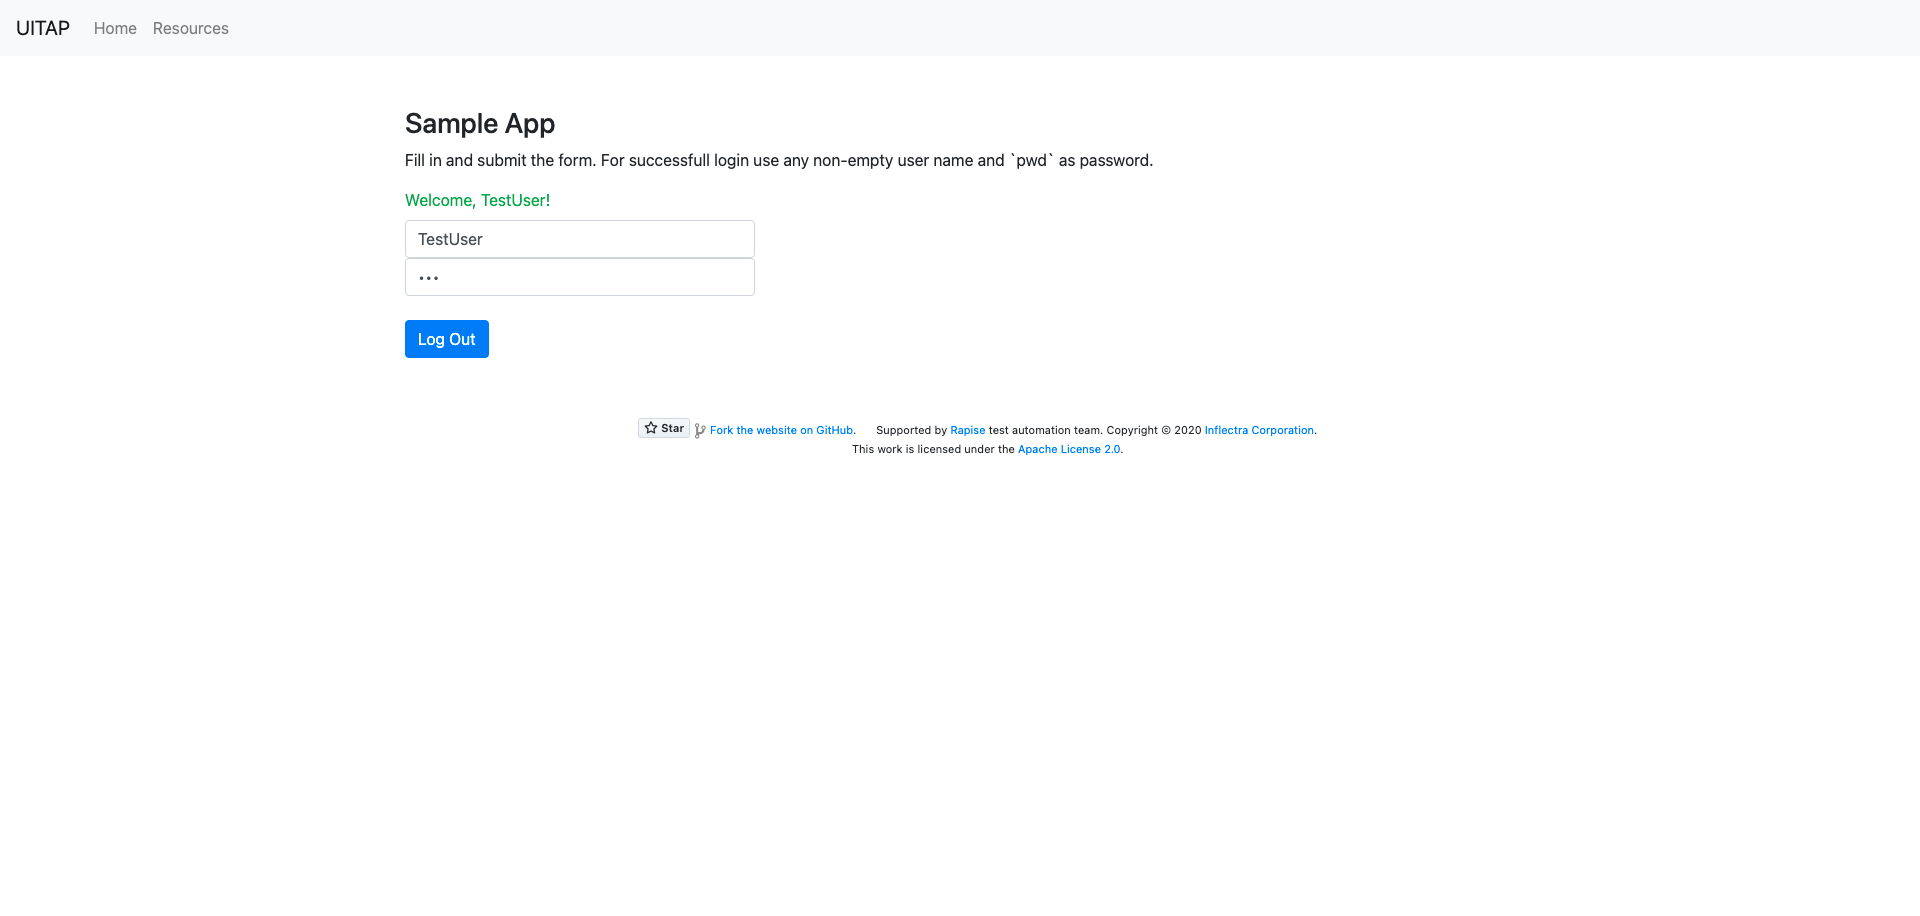 UITAP Home Resources
Sample App
Fill in and submit the form. For successfull login use any non-empty user name and `pwd` as password.
Welcome, TestUser!
TestUser
•••
Log Out
Star Fork the website on GitHub. Supported by Rapise test automation team. Copyright © 2020 Inflectra Corporation.
This work is licensed under the Apache License 2.0.